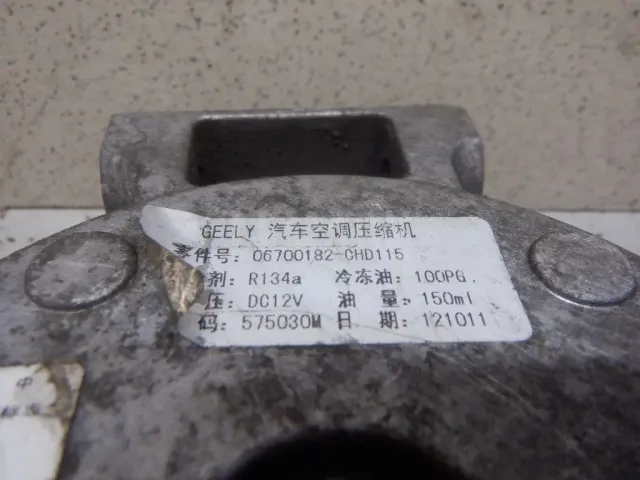 GEELY 汽车空调压缩机
零件号: 06700182-CHD115
剂: R134a 冷冻油: 100PG
压: DC12V 油 量: 150ml
码: 575030M 日 期: 121011
中